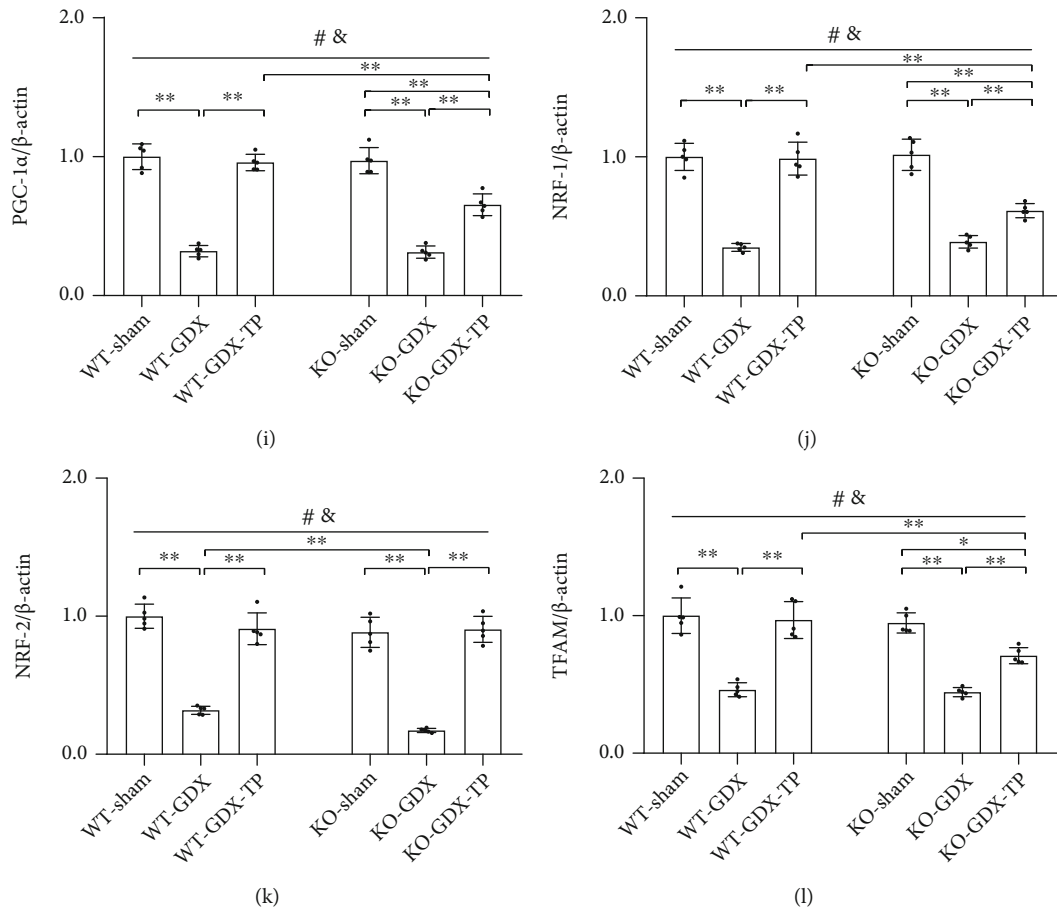 2.0
# &
**
**
** **
** **
1.0
0.0
PGC-1α/β-actin
WT-sham
WT-GDX
WT-GDX-TP
KO-sham
KO-GDX
KO-GDX-TP
(i)
2.0
# &
**
**
** **
** **
1.0
0.0
NRF-1/β-actin
WT-sham
WT-GDX
WT-GDX-TP
KO-sham
KO-GDX
KO-GDX-TP
(j)
2.0
# &
**
** **
** **
1.0
0.0
NRF-2/β-actin
WT-sham
WT-GDX
WT-GDX-TP
KO-sham
KO-GDX
KO-GDX-TP
(k)
2.0
# &
**
*
** **
** **
1.0
0.0
TFAM/β-actin
WT-sham
WT-GDX
WT-GDX-TP
KO-sham
KO-GDX
KO-GDX-TP
(l)